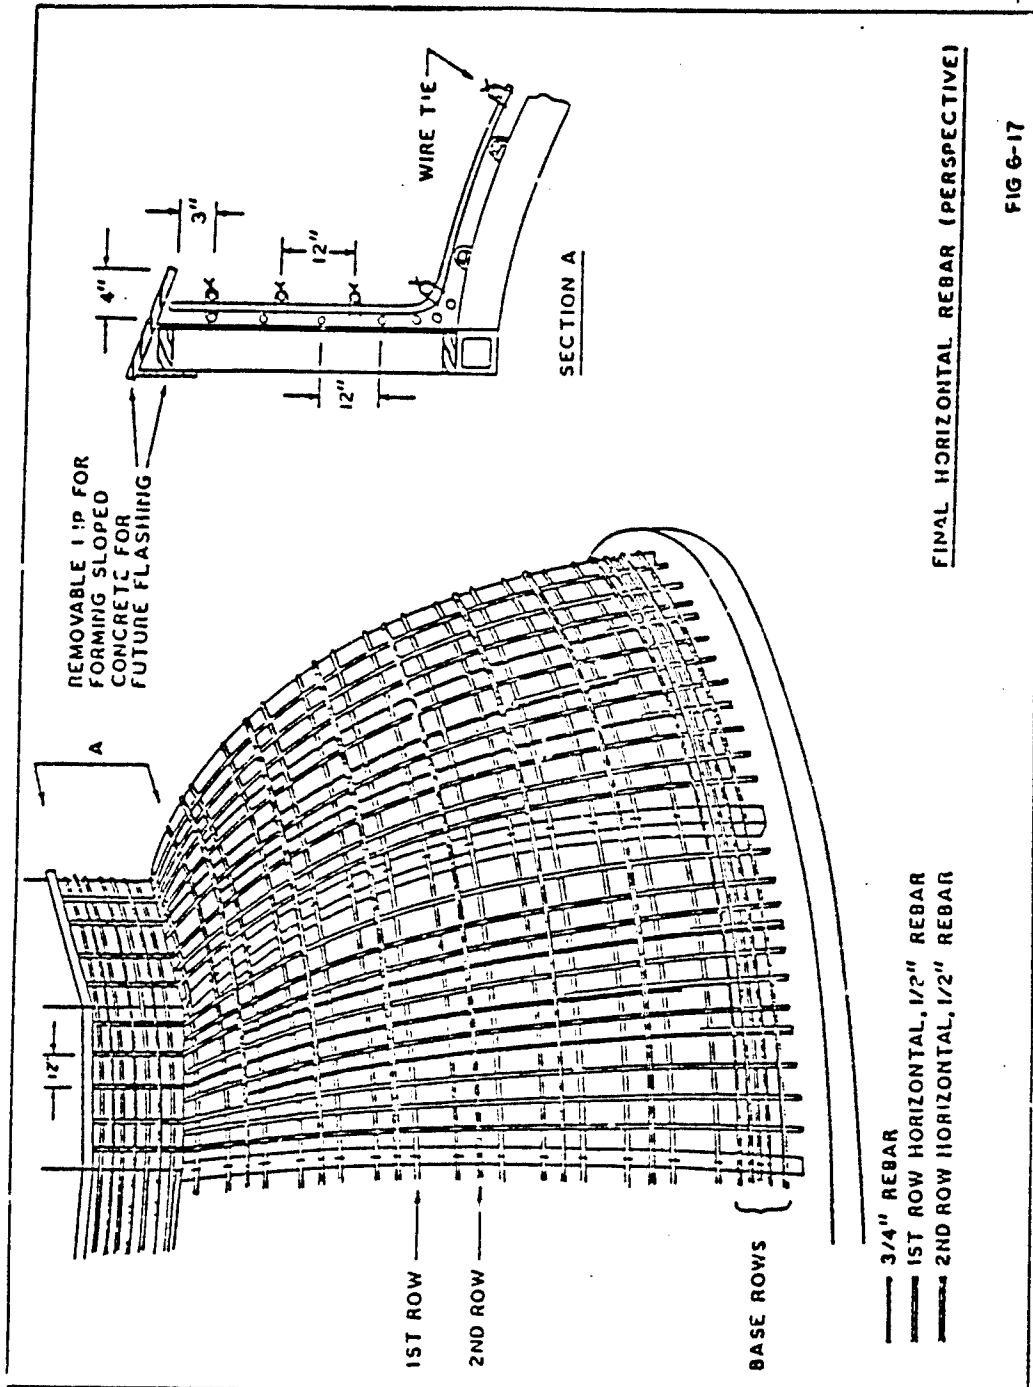 REMOVABLE LIP FOR
FORMING SLOPED
CONCRETE FOR
FUTURE FLASHING
4"
3"
12"
12"
WIRE TIE
SECTION A
A
12"
1ST ROW
2ND ROW
BASE ROWS
3/4" REBAR
1ST ROW HORIZONTAL, 1/2" REBAR
2ND ROW HORIZONTAL, 1/2" REBAR
FINAL HORIZONTAL REBAR (PERSPECTIVE)
FIG 6-17